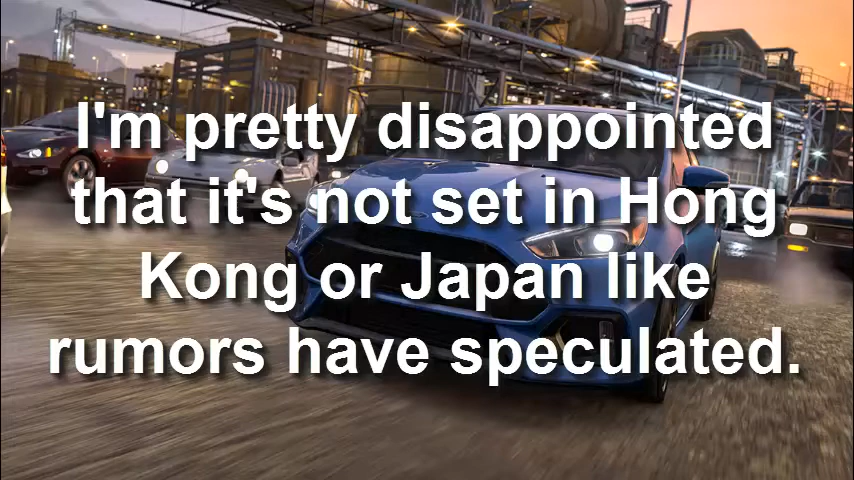 I'm pretty disappointed
that it's not set in Hong
Kong or Japan like
rumors have speculated.